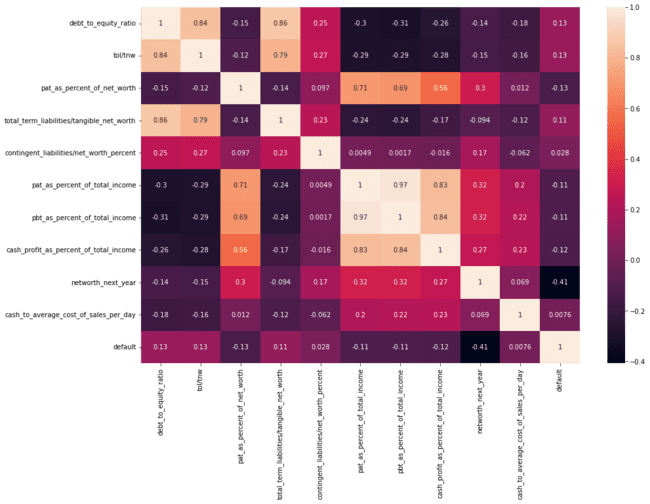 debt_to_equity_ratio 1 0.84 -0.15 0.86 0.25 -0.3 -0.31 -0.26 -0.14 -0.18 0.13
tol/tnw 0.84 1 -0.12 0.79 0.27 -0.29 -0.29 -0.28 -0.15 -0.16 0.13
pat_as_percent_of_net_worth -0.15 -0.12 1 -0.14 0.097 0.71 0.69 0.56 0.3 0.012 -0.13
total_term_liabilities/tangible_net_worth 0.86 0.79 -0.14 1 0.23 -0.24 -0.24 -0.17 -0.094 -0.12 0.11
contingent_liabilities/net_worth_percent 0.25 0.27 0.097 0.23 1 0.0049 0.0017 -0.016 0.17 -0.062 0.028
pat_as_percent_of_total_income -0.3 -0.29 0.71 -0.24 0.0049 1 0.97 0.83 0.32 0.2 -0.11
pbt_as_percent_of_total_income -0.31 -0.29 0.69 -0.24 0.0017 0.97 1 0.84 0.32 0.22 -0.11
cash_profit_as_percent_of_total_income -0.26 -0.28 0.56 -0.17 -0.016 0.83 0.84 1 0.27 0.23 -0.12
networth_next_year -0.14 -0.15 0.3 -0.094 0.17 0.32 0.32 0.27 1 0.069 -0.41
cash_to_average_cost_of_sales_per_day -0.18 -0.16 0.012 -0.12 -0.062 0.2 0.22 0.23 0.069 1 0.0076
default 0.13 0.13 -0.13 0.11 0.028 -0.11 -0.11 -0.12 -0.41 0.0076 1
debt_to_equity_ratio
tol/tnw
pat_as_percent_of_net_worth
total_term_liabilities/tangible_net_worth
contingent_liabilities/net_worth_percent
pat_as_percent_of_total_income
pbt_as_percent_of_total_income
cash_profit_as_percent_of_total_income
networth_next_year
cash_to_average_cost_of_sales_per_day
default
1.0
0.8
0.6
0.4
0.2
0.0
-0.2
-0.4